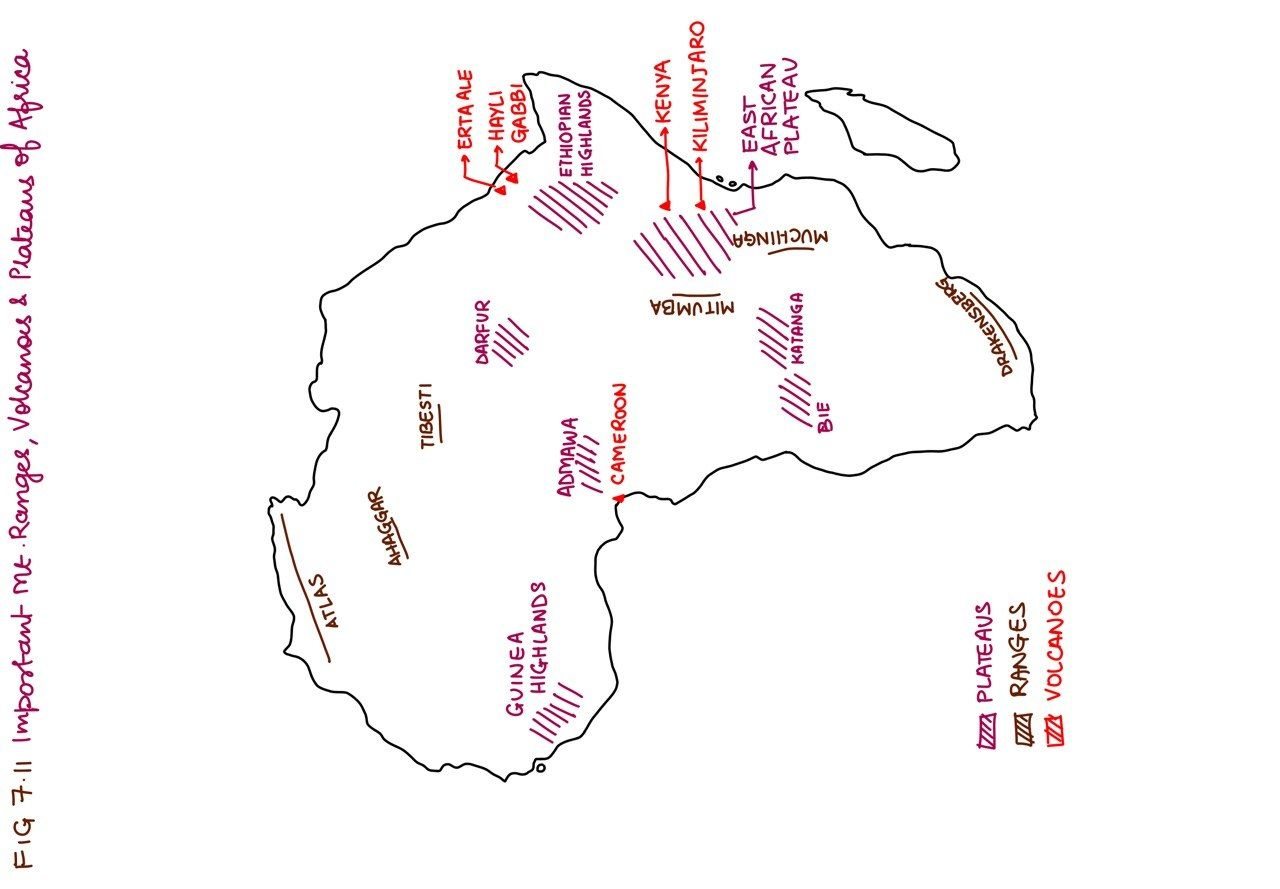 FIG 7.11 Important Mt. Ranges, Volcanoes & Plateaus of Africa
ATLAS
AHAGGAR
TIBESTI
DARFUR
ERTA ALE
HAYLI
GABBI
ETHIOPIAN
HIGHLANDS
GUINEA
HIGHLANDS
ADMAWA
CAMEROON
KENYA
KILIMINJARO
EAST
AFRICAN
PLATEAU
MITUMBA
MUCHINGA
KATANGA
BIE
DRAKENSBERG
PLATEAUS
RANGES
VOLCANOES